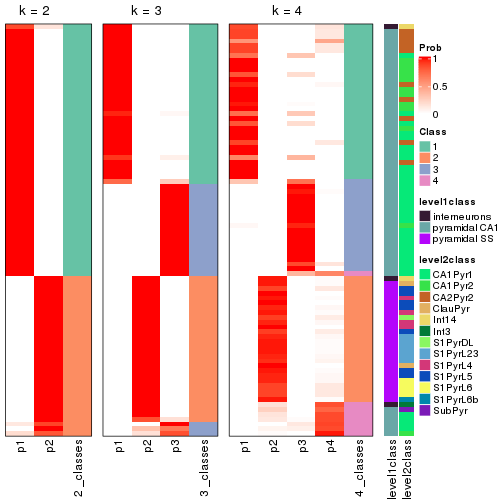 k = 2
k = 3
k = 4
p1
p2
2_classes
p1
p2
p3
3_classes
p1
p2
p3
p4
4_classes
level1class
level2class
Prob
1
0.5
0
Class
1
2
3
4
level1class
interneurons
pyramidal CA1
pyramidal SS
level2class
CA1Pyr1
CA1Pyr2
CA2Pyr2
ClauPyr
Int14
Int3
S1PyrDL
S1PyrL23
S1PyrL4
S1PyrL5
S1PyrL6
S1PyrL6b
SubPyr